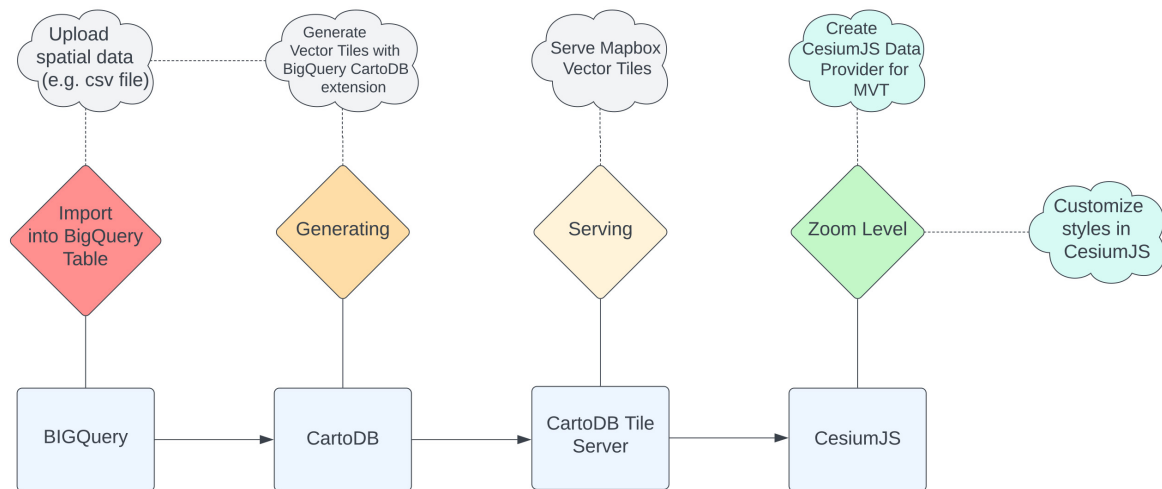 Upload
spatial data
(e.g. csv file)
Generate
Vector Tiles with
BigQuery CartoDB
extension
Serve Mapbox
Vector Tiles
Create
CesiumJS Data
Provider for
MVT
Import
into BigQuery
Table
Generating
Serving
Zoom Level
Customize
styles in
CesiumJS
BIGQuery
CartoDB
CartoDB Tile
Server
CesiumJS